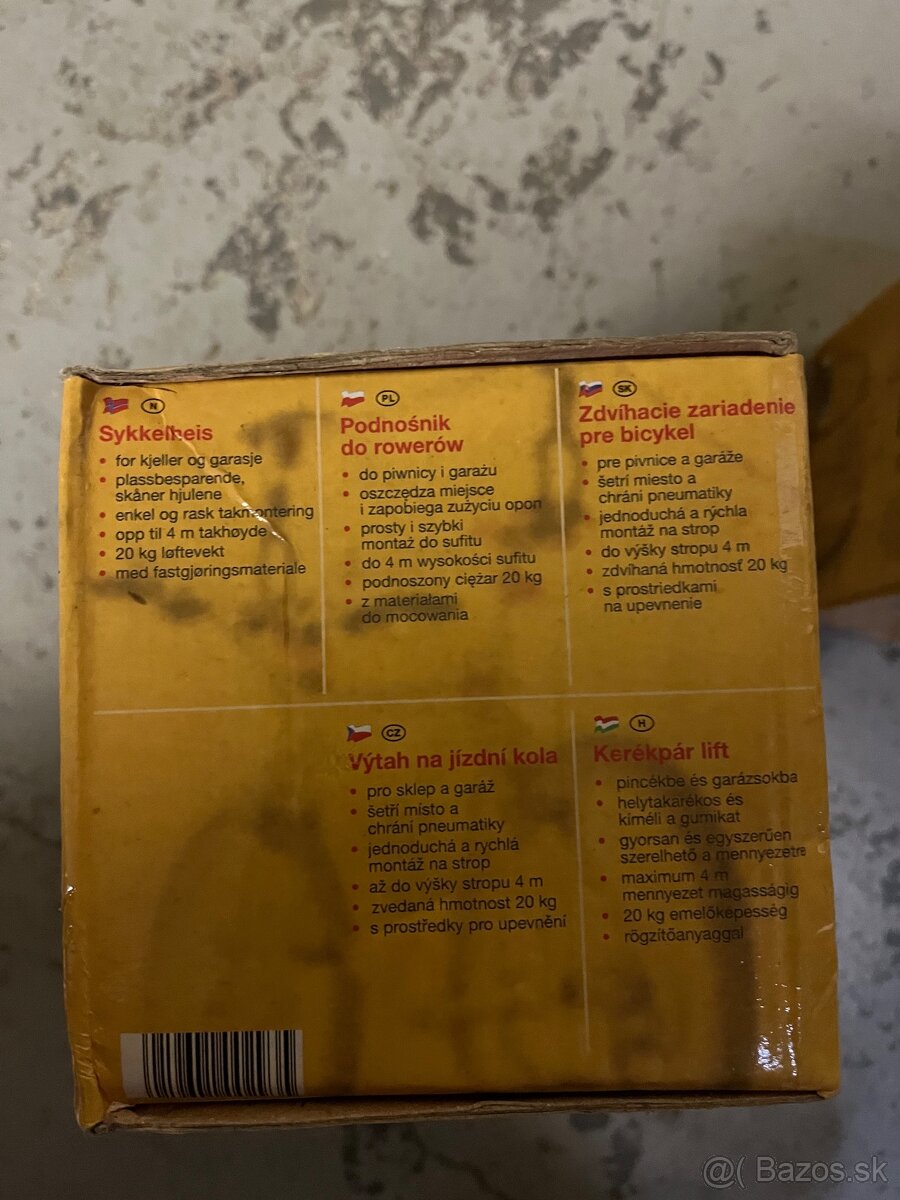 N
Sykkelheis
• for kjeller og garasje
• plassbesparende,
skåner hjulene
• enkel og rask takmontering
• opp til 4 m takhøyde
• 20 kg løftevekt
• med fastgjøringsmateriale
PL
Podnośnik
do rowerów
• do piwnicy i garażu
• oszczędza miejsce
i zapobiega zużyciu opon
• prosty i szybki
montaż do sufitu
• do 4 m wysokości sufitu
• podnoszony ciężar 20 kg
• z materiałami
do mocowania
SK
Zdvíhacie zariadenie
pre bicykel
• pre pivnice a garáže
• šetrí miesto a
chráni pneumatiky
• jednoduchá a rýchla
montáž na strop
• do výšky stropu 4 m
• zdvíhaná hmotnosť 20 kg
• s prostriedkami
na upevnenie
CZ
Výtah na jízdní kola
• pro sklep a garáž
• šetří místo a
chrání pneumatiky
• jednoduchá a rychlá
montáž na strop
• až do výšky stropu 4 m
• zvedaná hmotnost 20 kg
• s prostředky pro upevnění
H
Kerékpár lift
• pincékbe és garázsokba
• helytakarékos és
kíméli a gumikat
• gyorsan és egyszerűen
szerelhető a mennyezetre
• maximum 4 m
mennyezet magasságig
• 20 kg emelőképesség
• rögzítőanyaggal
@( Bazos.sk